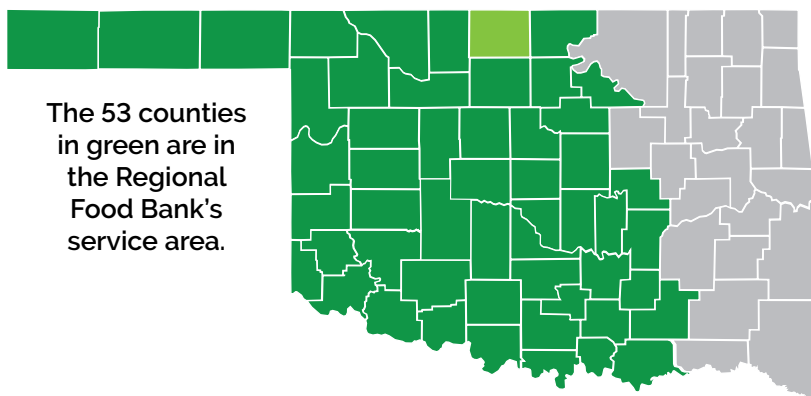 The 53 counties
in green are in
the Regional
Food Bank’s
service area.